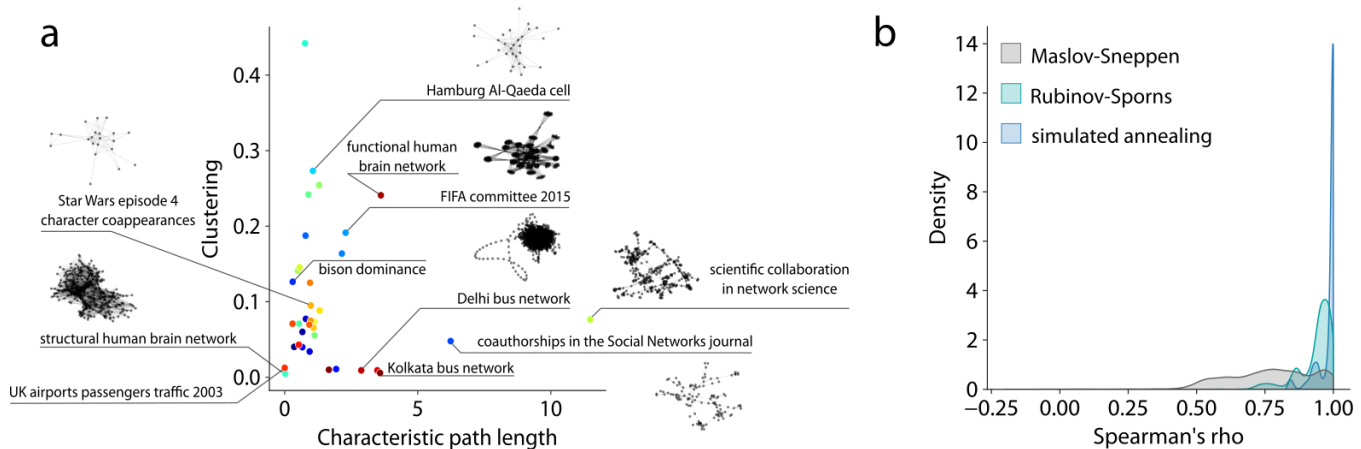 a
Clustering
0.4
0.3
0.2
0.1
0.0
0
5
10
Characteristic path length
Hamburg Al-Qaeda cell
functional human
brain network
FIFA committee 2015
Star Wars episode 4
character coappearances
bison dominance
Delhi bus network
scientific collaboration
in network science
structural human brain network
coauthorships in the Social Networks journal
Kolkata bus network
UK airports passengers traffic 2003
b
Density
14
12
10
8
6
4
2
0
Maslov-Sneppen
Rubinov-Sporns
simulated annealing
−0.25
0.00
0.25
0.50
0.75
1.00
Spearman's rho